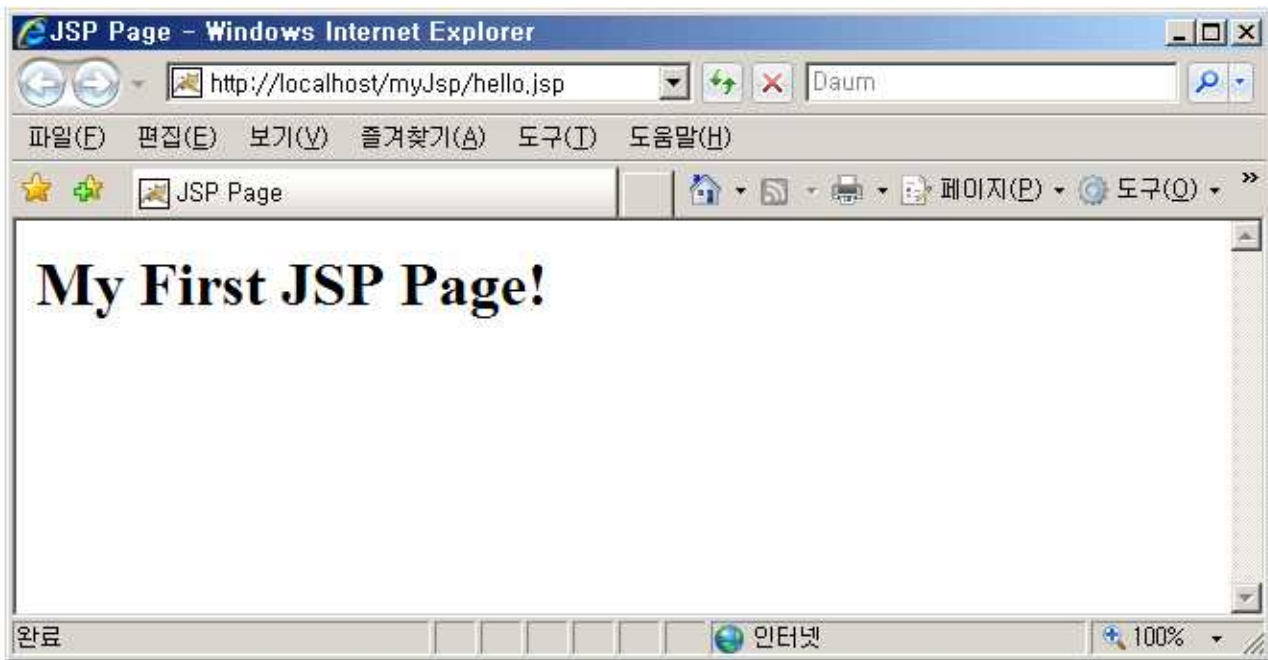 JSP Page - Windows Internet Explorer
http://localhost/myJsp/hello.jsp
Daum
파일(F) 편집(E) 보기(V) 즐겨찾기(A) 도구(T) 도움말(H)
JSP Page 페이지(P) 도구(O) »
My First JSP Page!
완료 인터넷 100%